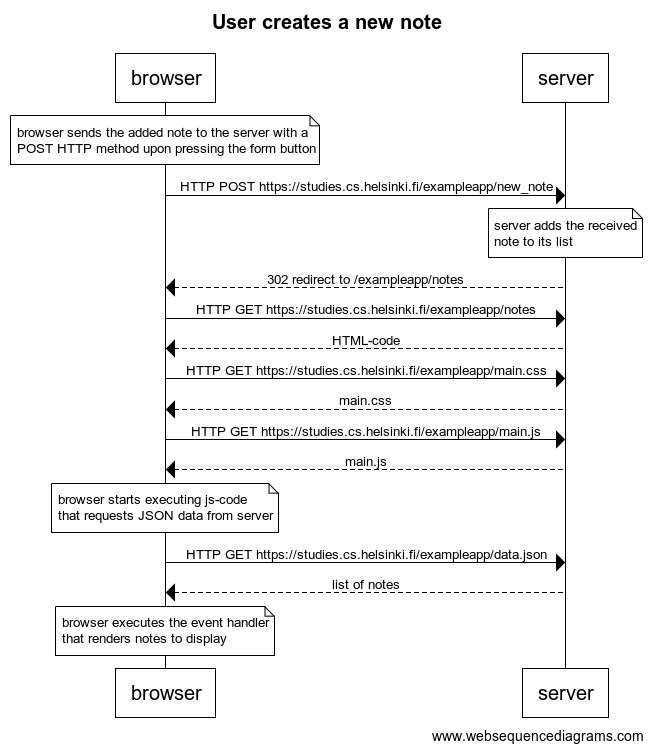 User creates a new note
browser
server
browser sends the added note to the server with a
POST HTTP method upon pressing the form button
HTTP POST https://studies.cs.helsinki.fi/exampleapp/new_note
server adds the received
note to its list
302 redirect to /exampleapp/notes
HTTP GET https://studies.cs.helsinki.fi/exampleapp/notes
HTML-code
HTTP GET https://studies.cs.helsinki.fi/exampleapp/main.css
main.css
HTTP GET https://studies.cs.helsinki.fi/exampleapp/main.js
main.js
browser starts executing js-code
that requests JSON data from server
HTTP GET https://studies.cs.helsinki.fi/exampleapp/data.json
list of notes
browser executes the event handler
that renders notes to display
browser
server
www.websequencediagrams.com